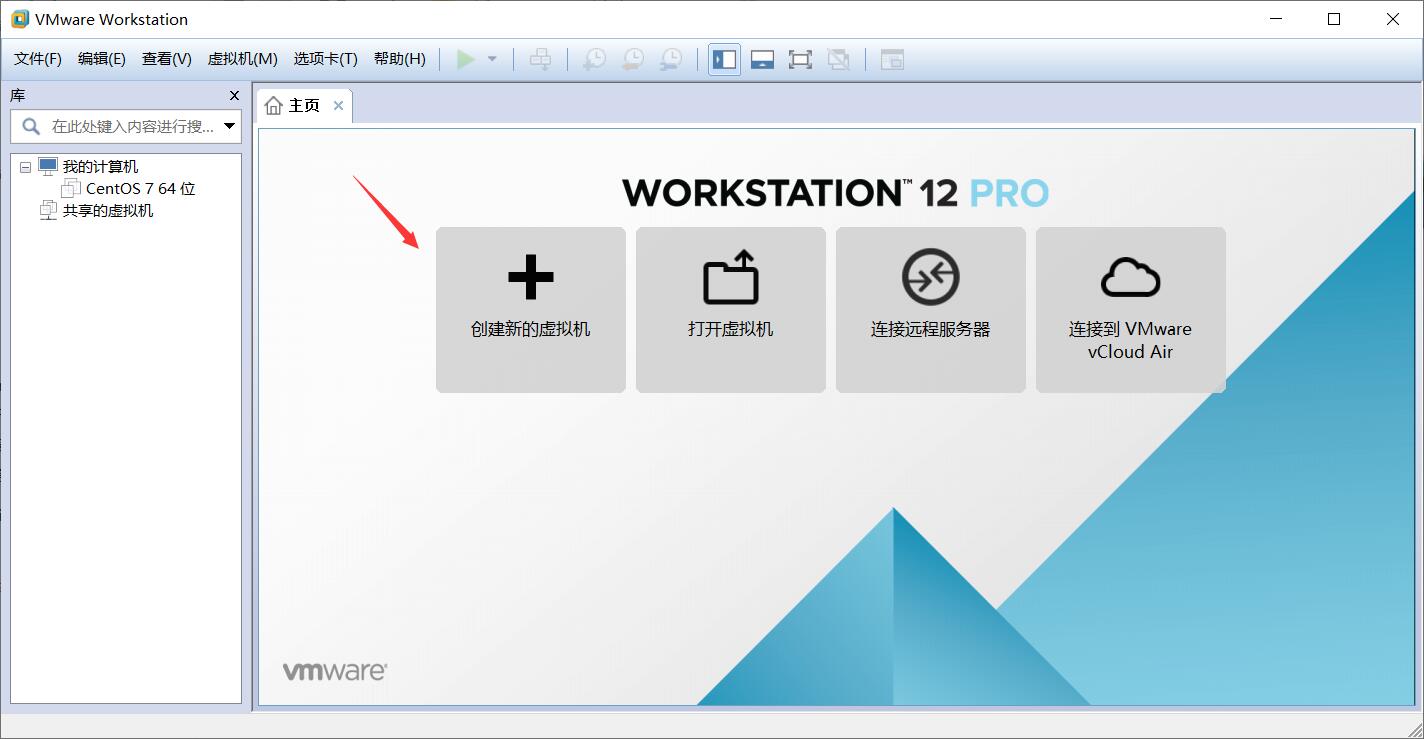 VMware Workstation
文件(F) 编辑(E) 查看(V) 虚拟机(M) 选项卡(T) 帮助(H)
库
在此处键入内容进行搜...
我的计算机
CentOS 7 64 位
共享的虚拟机
主页
WORKSTATION™ 12 PRO
创建新的虚拟机
打开虚拟机
连接远程服务器
连接到 VMware
vCloud Air
vmware®